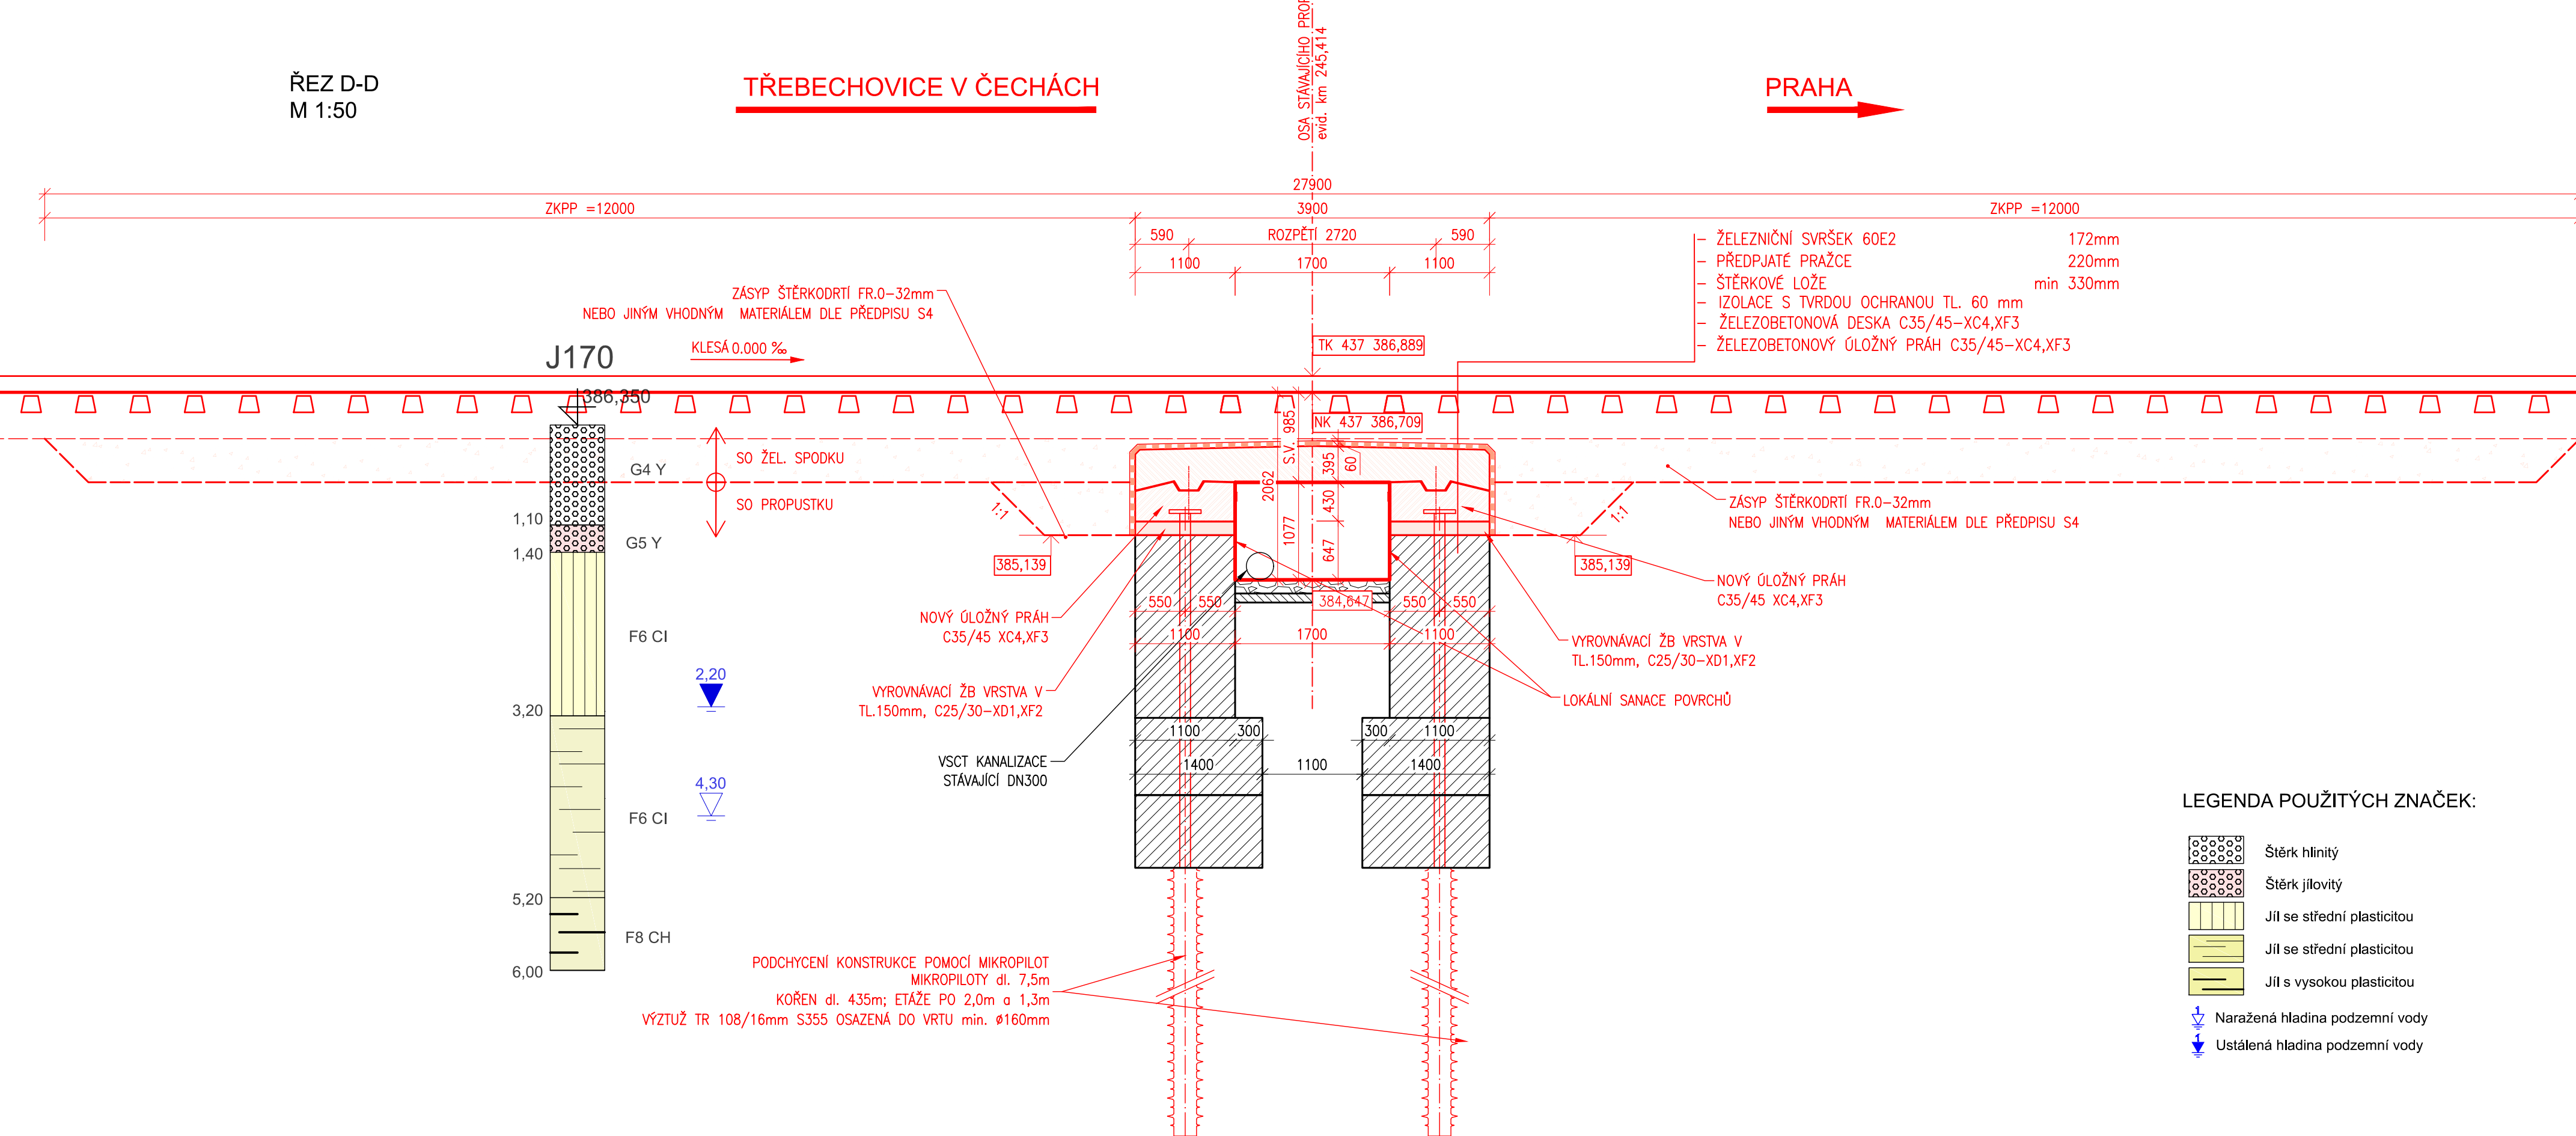 ŘEZ D-D
M 1:50
TŘEBECHOVICE V ČECHÁCH
PRAHA
evid. km 245,414
OSA STÁVAJÍCÍHO
27900
ZKPP =12000
3900
ZKPP =12000
590
ROZPĚTÍ 2720
590
1100
1700
1100
- ŽELEZNIČNÍ SVRŠEK 60E2 172mm
- PŘEDPJATÉ PRAŽCE 220mm
- ŠTĚRKOVÉ LOŽE min 330mm
- IZOLACE S TVRDOU OCHRANOU TL. 60 mm
- ŽELEZOBETONOVÁ DESKA C35/45-XC4,XF3
- ŽELEZOBETONOVÝ ÚLOŽNÝ PRÁH C35/45-XC4,XF3
ZÁSYP ŠTĚRKODRTÍ FR.0-32mm
NEBO JINÝM VHODNÝM MATERIÁLEM DLE PŘEDPISU S4
KLESÁ 0.000 ‰
J170
386,350
TK 437 386,889
NK 437 386,709
S.V. 985
2062
1077
395
60
430
647
G4 Y
1,10
G5 Y
1,40
F6 CI
3,20
F6 CI
5,20
F8 CH
6,00
2,20
4,30
SO ŽEL. SPODKU
SO PROPUSTKU
1:1
385,139
1:1
385,139
ZÁSYP ŠTĚRKODRTÍ FR.0-32mm
NEBO JINÝM VHODNÝM MATERIÁLEM DLE PŘEDPISU S4
NOVÝ ÚLOŽNÝ PRÁH
C35/45 XC4,XF3
NOVÝ ÚLOŽNÝ PRÁH
C35/45 XC4,XF3
550
550
384,647
550
550
1100
1700
1100
VYROVNÁVACÍ ŽB VRSTVA V
TL.150mm, C25/30-XD1,XF2
VYROVNÁVACÍ ŽB VRSTVA V
TL.150mm, C25/30-XD1,XF2
LOKÁLNÍ SANACE POVRCHŮ
1100
300
300
1100
1400
1100
1400
VSCT KANALIZACE
STÁVAJÍCÍ DN300
PODCHYCENÍ KONSTRUKCE POMOCÍ MIKROPILOT
MIKROPILOTY dl. 7,5m
KOŘEN dl. 435m; ETÁŽE PO 2,0m a 1,3m
VÝZTUŽ TR 108/16mm S355 OSAZENÁ DO VRTU min. ø160mm
LEGENDA POUŽITÝCH ZNAČEK:
Štěrk hlinitý
Štěrk jílovitý
Jíl se střední plasticitou
Jíl se střední plasticitou
Jíl s vysokou plasticitou
1 Naražená hladina podzemní vody
1 Ustálená hladina podzemní vody